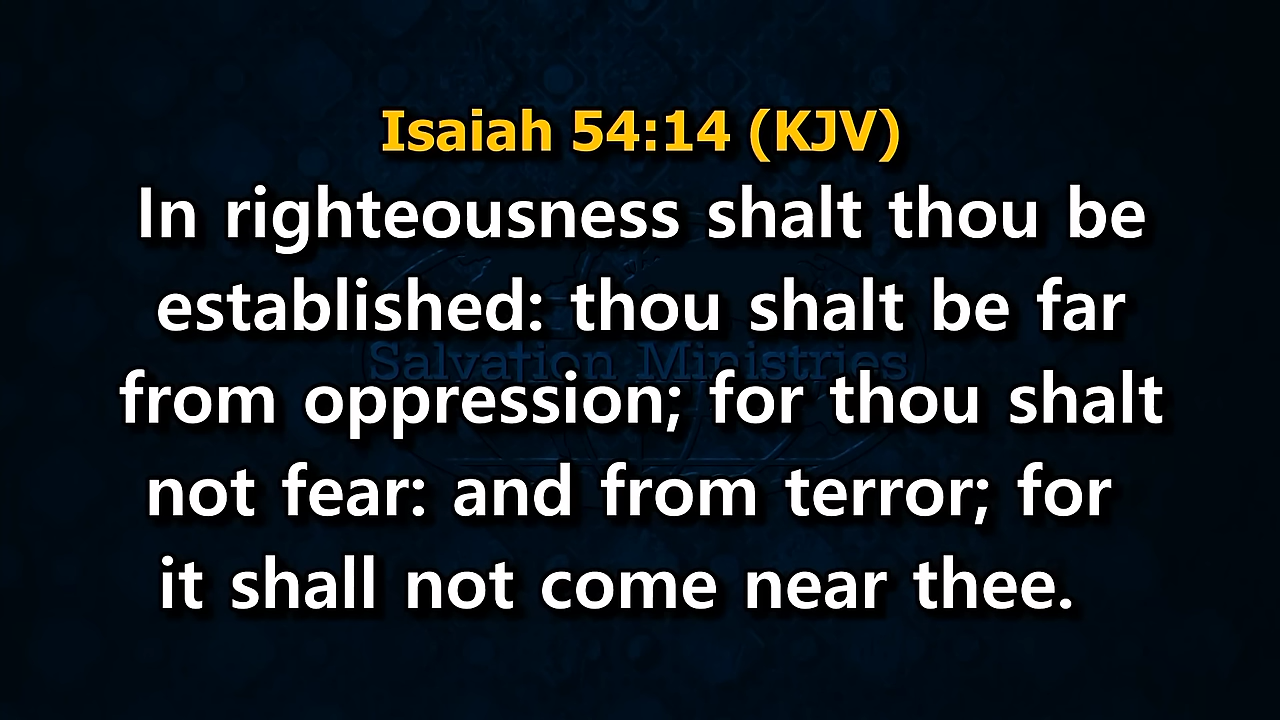 Isaiah 54:14 (KJV)
In righteousness shalt thou be
established: thou shalt be far
Salvation Ministries
from oppression; for thou shalt
not fear: and from terror; for
it shall not come near thee.